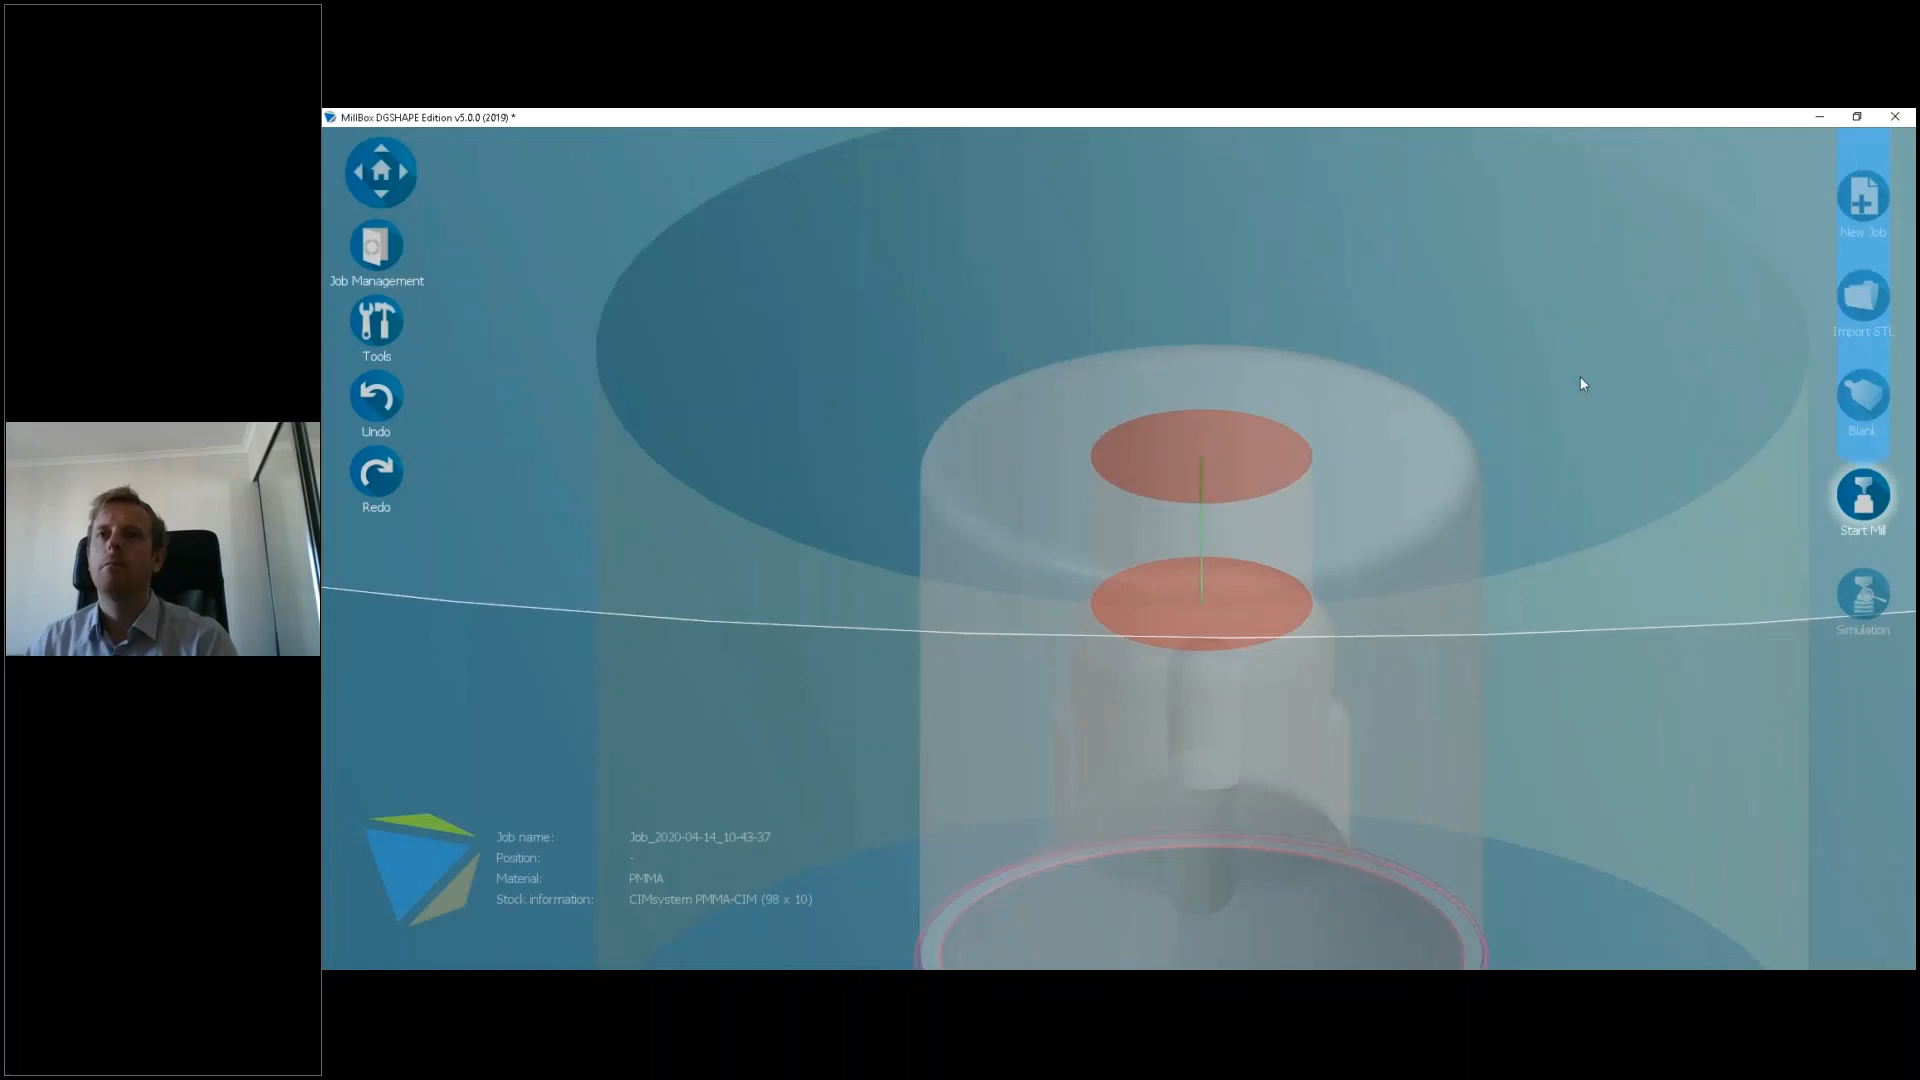 MillBox DGSHAPE Edition v5.0.0 (2019) *
Job Management
Tools
Undo
Redo
New Job
Import STL
Blank
Start Mill
Simulation
Job name: Job_2020-04-14_10-43-37
Position: -
Material: PMMA
Stock information: CIMsystem PMMA-CIM (98 x 10)